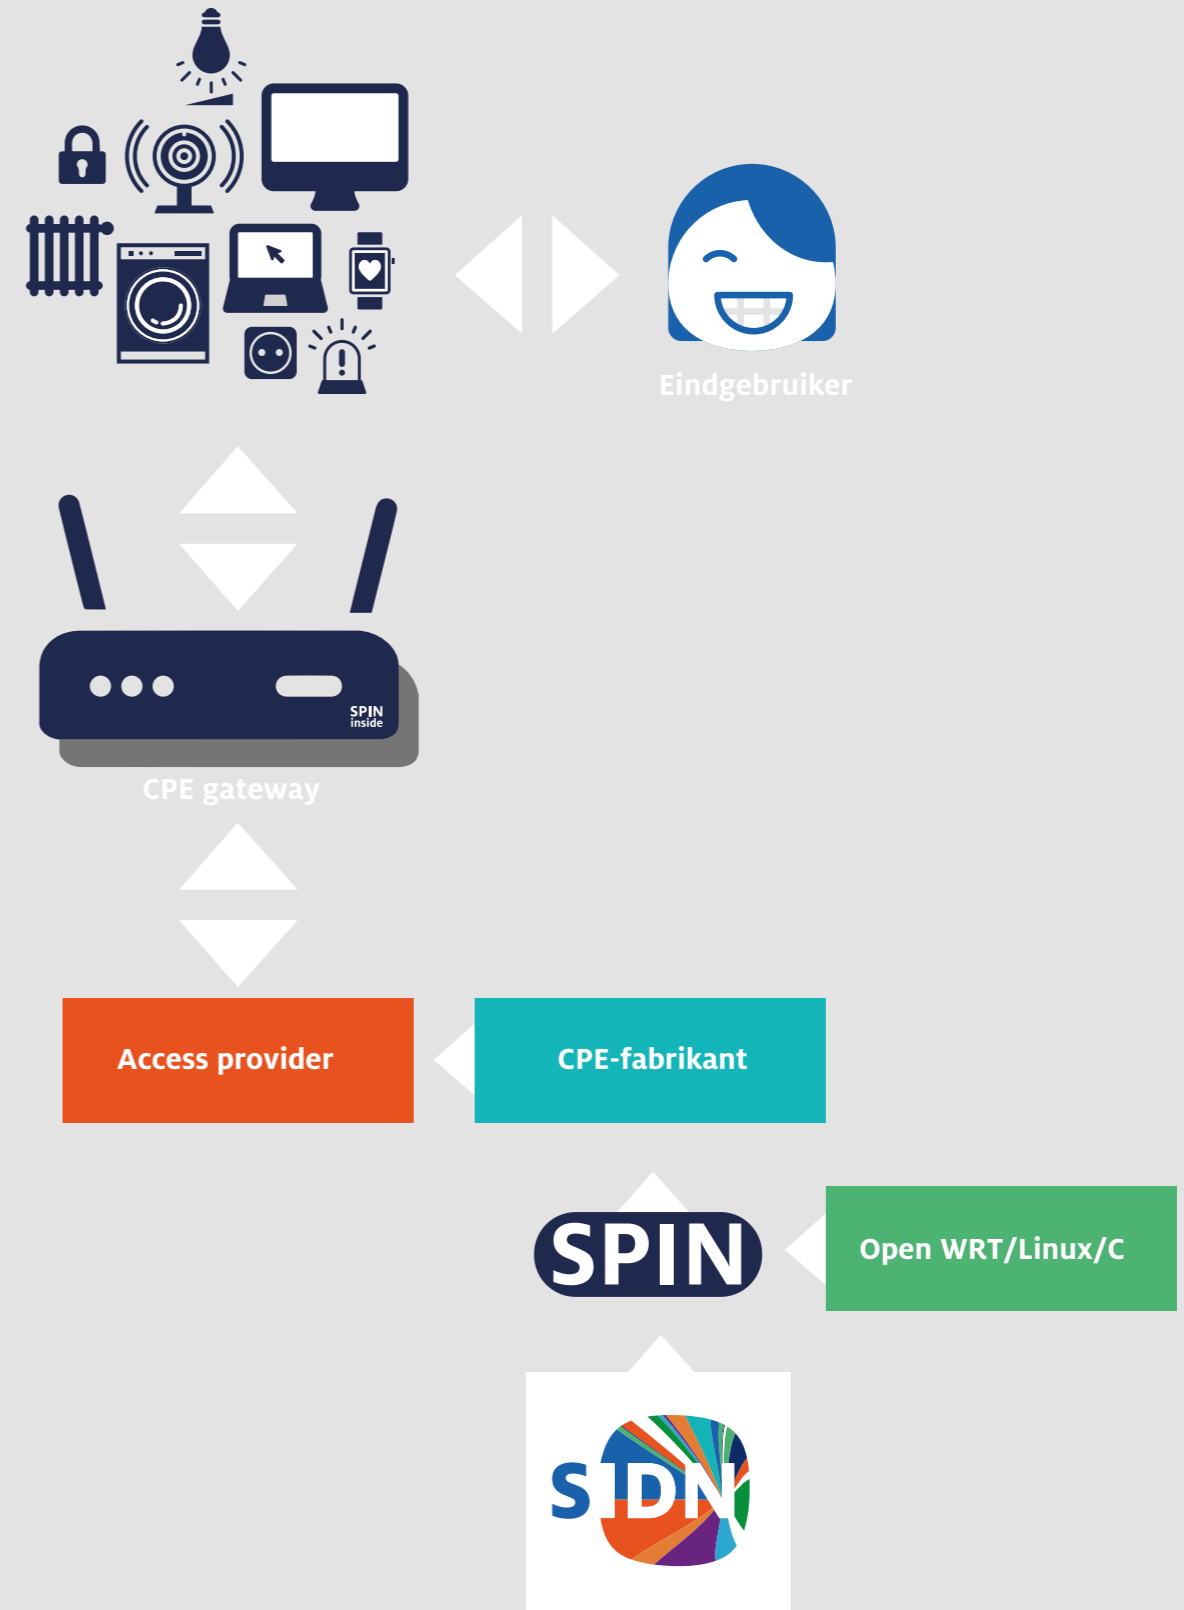 Eindgebruiker
SPIN
inside
CPE gateway
Access provider
CPE-fabrikant
SPIN
Open WRT/Linux/C
SIDN